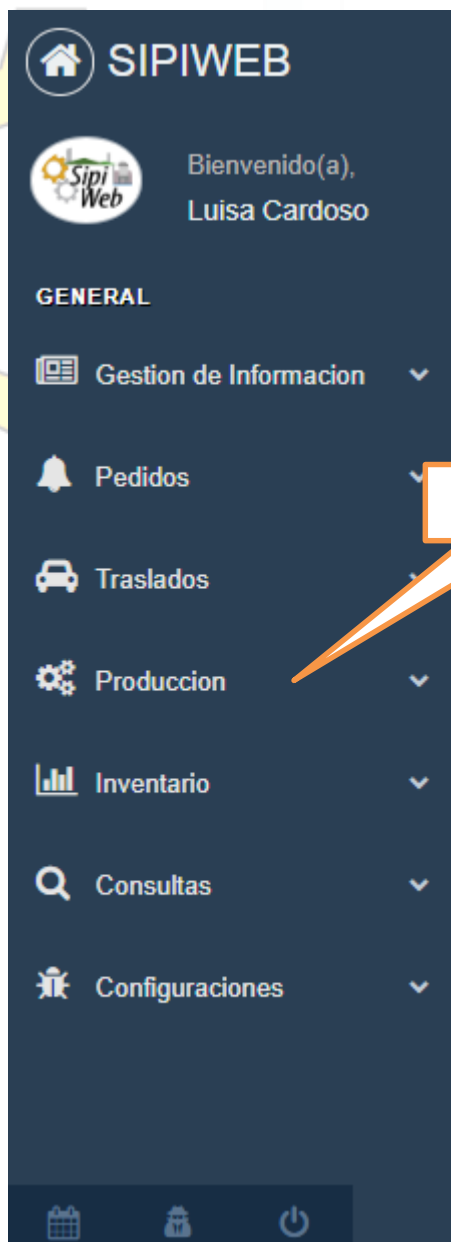 SIPIWEB
Sipi
Web
Bienvenido(a),
Luisa Cardoso
GENERAL
Gestion de Informacion
Pedidos
Traslados
Produccion
Inventario
Consultas
Configuraciones